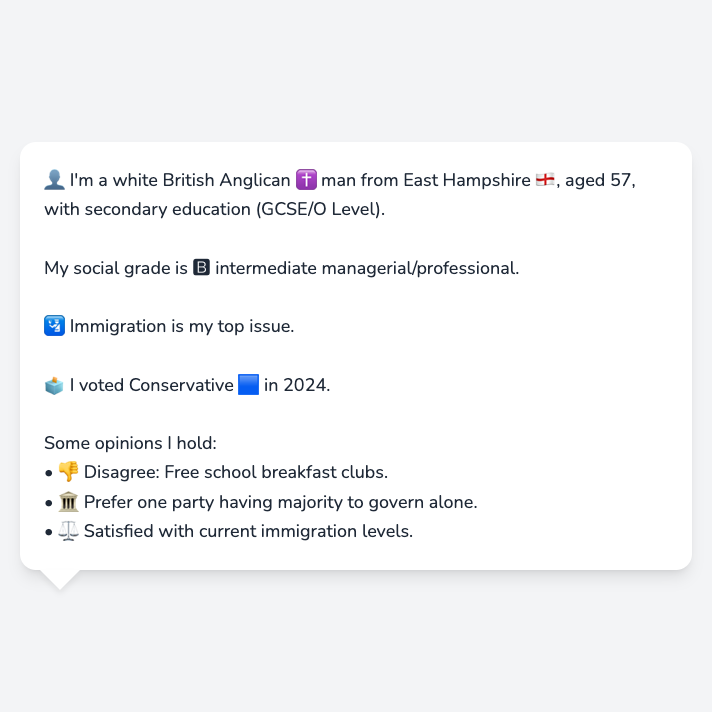 👤 I'm a white British Anglican ✝️ man from East Hampshire 🏴󠁧󠁢󠁥󠁮󠁧󠁿, aged 57,
with secondary education (GCSE/O Level).
My social grade is 🅱 intermediate managerial/professional.
🛂 Immigration is my top issue.
🗳️ I voted Conservative 🟦 in 2024.
Some opinions I hold:
• 👎 Disagree: Free school breakfast clubs.
• 🏛️ Prefer one party having majority to govern alone.
• ⚖️ Satisfied with current immigration levels.